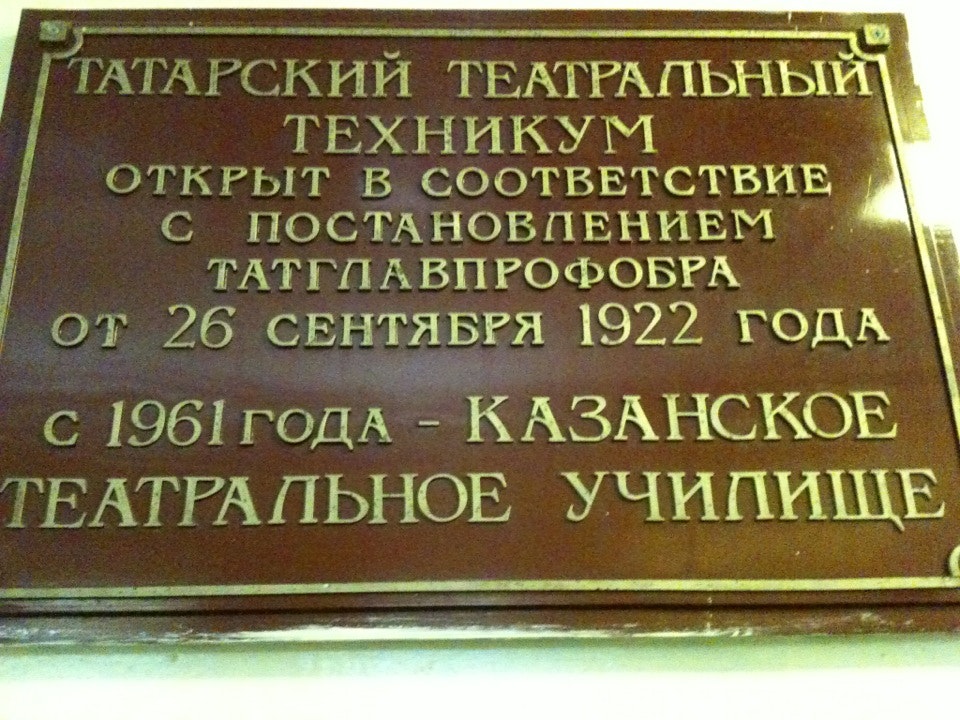 ТАТАРСКИЙ ТЕАТРАЛЬНЫЙ
ТЕХНИКУМ
ОТКРЫТ В СООТВЕТСТВИЕ
С ПОСТАНОВЛЕНИЕМ
ТАТГЛАВПРОФОБРА
ОТ 26 СЕНТЯБРЯ 1922 ГОДА
С 1961 ГОДА - КАЗАНСКОЕ
ТЕАТРАЛЬНОЕ УЧИЛИЩЕ